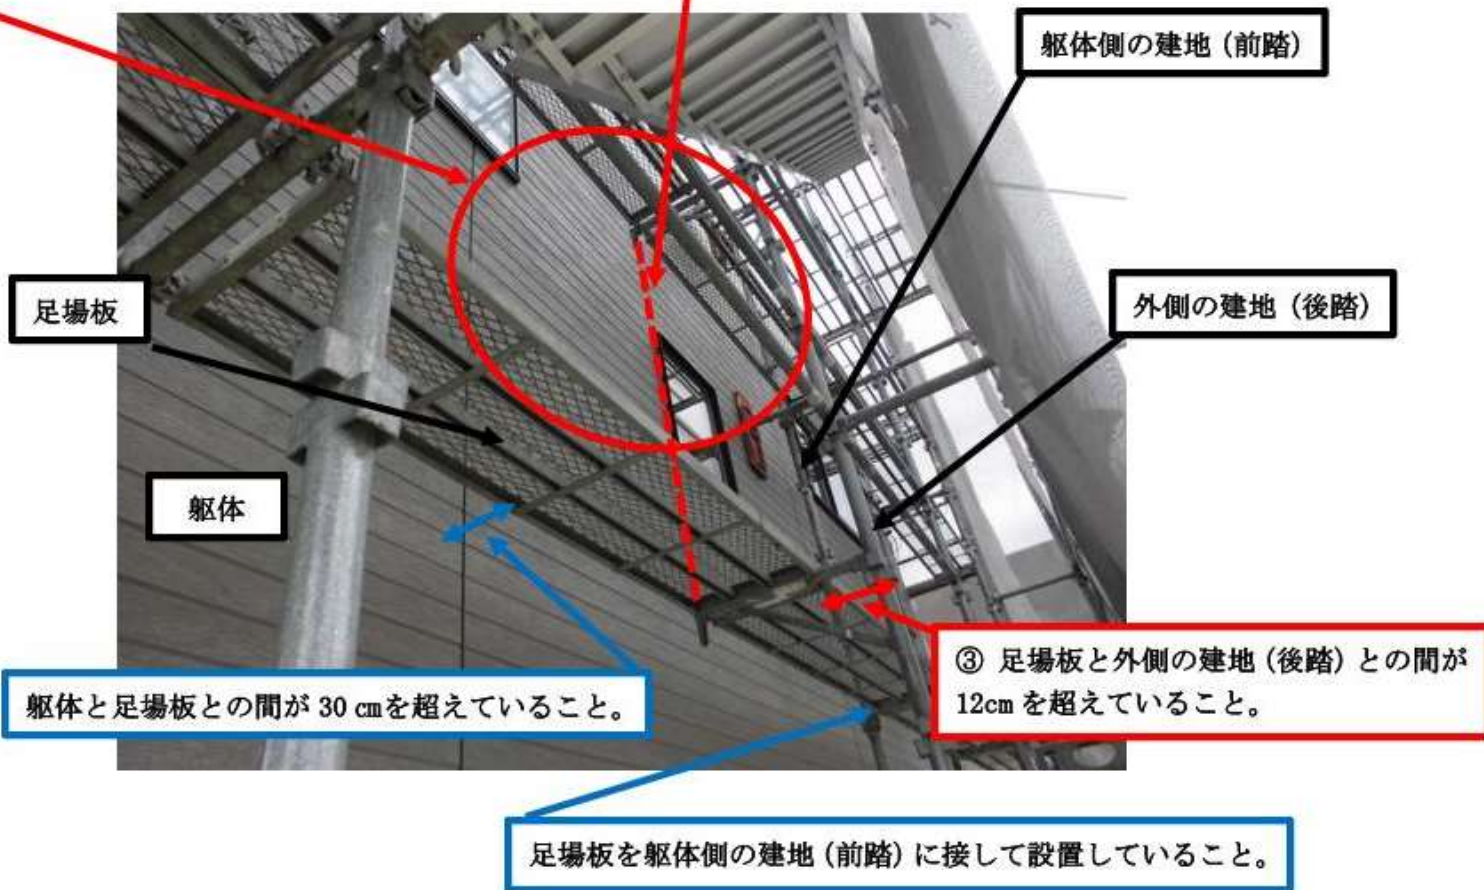 躯体側の建地（前踏）
外側の建地（後踏）
足場板
躯体
③ 足場板と外側の建地（後踏）との間が
12cm を超えていること。
躯体と足場板との間が 30 ㎝を超えていること。
足場板を躯体側の建地（前踏）に接して設置していること。